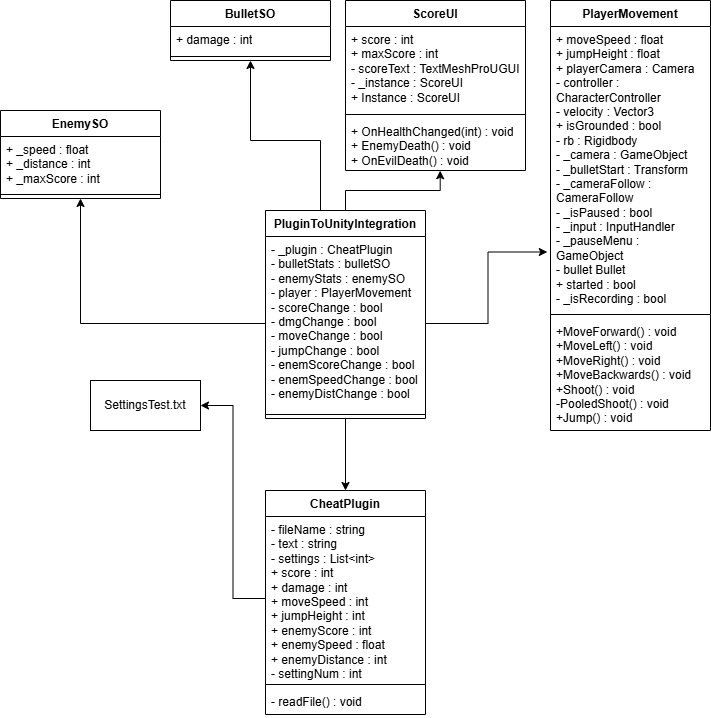 BulletSO
+ damage : int
ScoreUI
+ score : int
+ maxScore : int
- scoreText : TextMeshProUGUI
- _instance : ScoreUI
+ Instance : ScoreUI
+ OnHealthChanged(int) : void
+ EnemyDeath() : void
+ OnEvilDeath() : void
PlayerMovement
+ moveSpeed : float
+ jumpHeight : float
+ playerCamera : Camera
- controller :
CharacterController
- velocity : Vector3
+ isGrounded : bool
- rb : Rigidbody
- _camera : GameObject
- _bulletStart : Transform
- _cameraFollow :
CameraFollow
- _isPaused : bool
- _input : InputHandler
- _pauseMenu :
GameObject
- bullet Bullet
+ started : bool
- _isRecording : bool
+MoveForward() : void
+MoveLeft() : void
+MoveRight() : void
+MoveBackwards() : void
+Shoot() : void
-PooledShoot() : void
+Jump() : void
EnemySO
+ _speed : float
+ _distance : int
+ _maxScore : int
PluginToUnityIntegration
- _plugin : CheatPlugin
- bulletStats : bulletSO
- enemyStats : enemySO
- player : PlayerMovement
- scoreChange : bool
- dmgChange : bool
- moveChange : bool
- jumpChange : bool
- enemScoreChange : bool
- enemSpeedChange : bool
- enemyDistChange : bool
SettingsTest.txt
CheatPlugin
- fileName : string
- text : string
- settings : List<int>
+ score : int
+ damage : int
+ moveSpeed : int
+ jumpHeight : int
+ enemyScore : int
+ enemySpeed : float
+ enemyDistance : int
- settingNum : int
- readFile() : void